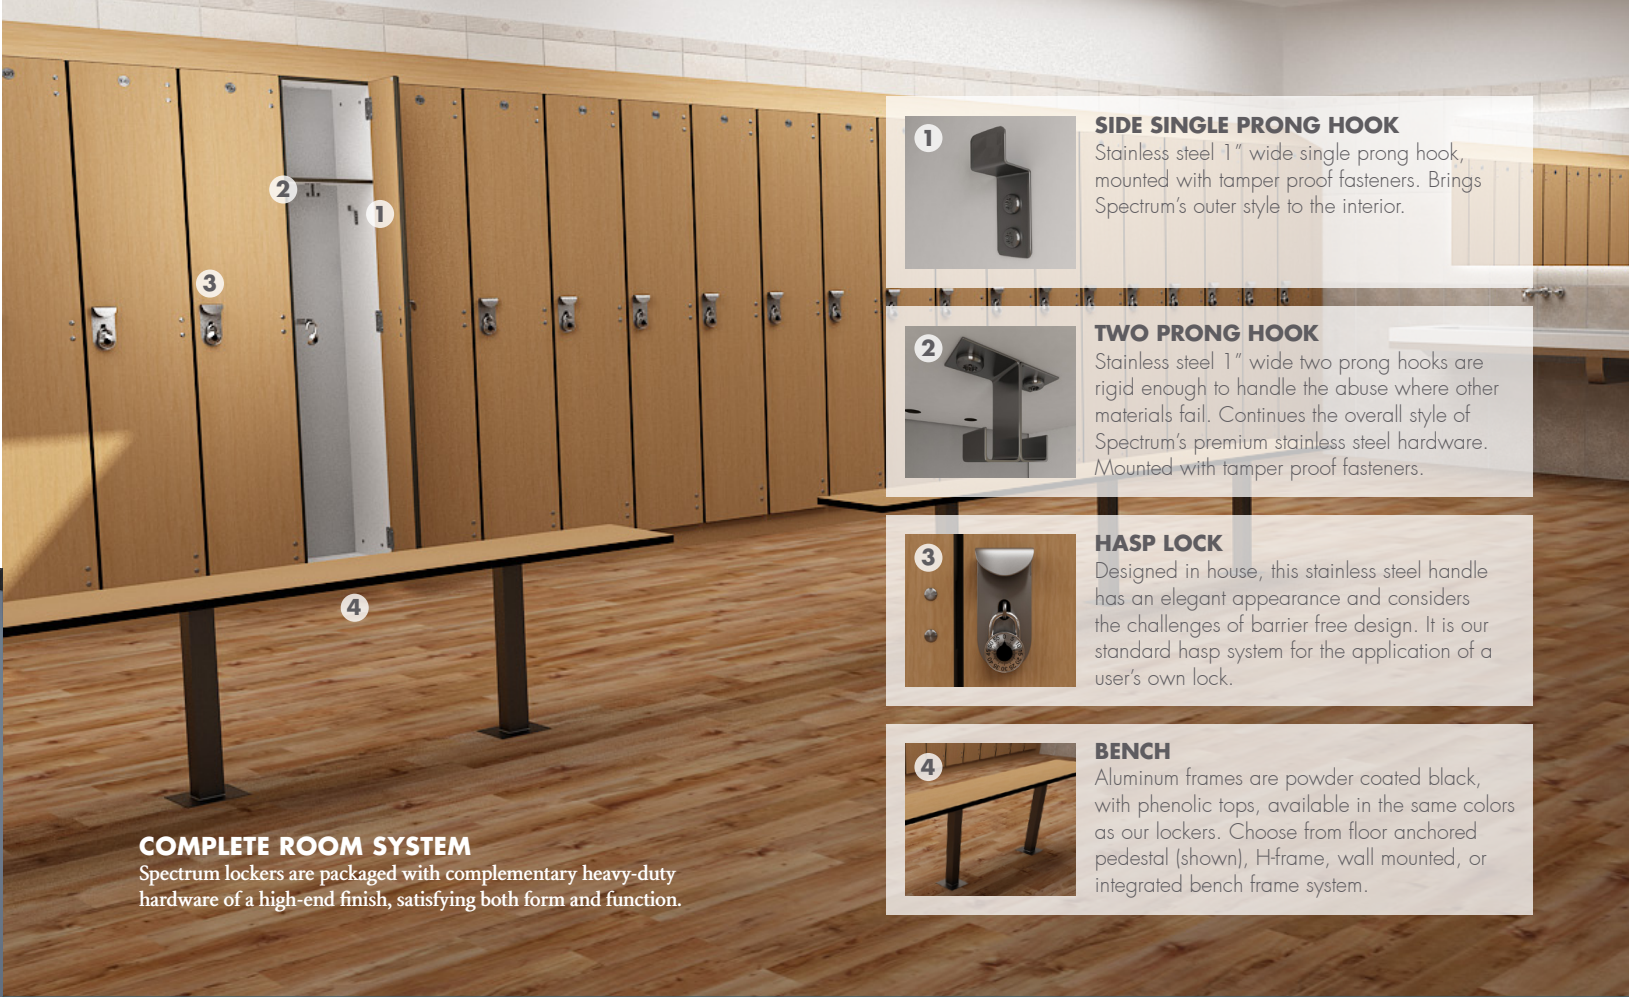 1
SIDE SINGLE PRONG HOOK
Stainless steel 1” wide single prong hook,
mounted with tamper proof fasteners. Brings
Spectrum’s outer style to the interior.
2
1
3
2
TWO PRONG HOOK
Stainless steel 1” wide two prong hooks are
rigid enough to handle the abuse where other
materials fail. Continues the overall style of
Spectrum’s premium stainless steel hardware.
Mounted with tamper proof fasteners.
3
HASP LOCK
Designed in house, this stainless steel handle
has an elegant appearance and considers
the challenges of barrier free design. It is our
standard hasp system for the application of a
user’s own lock.
4
4
BENCH
Aluminum frames are powder coated black,
with phenolic tops, available in the same colors
as our lockers. Choose from floor anchored
pedestal (shown), H-frame, wall mounted, or
integrated bench frame system.
COMPLETE ROOM SYSTEM
Spectrum lockers are packaged with complementary heavy-duty
hardware of a high-end finish, satisfying both form and function.